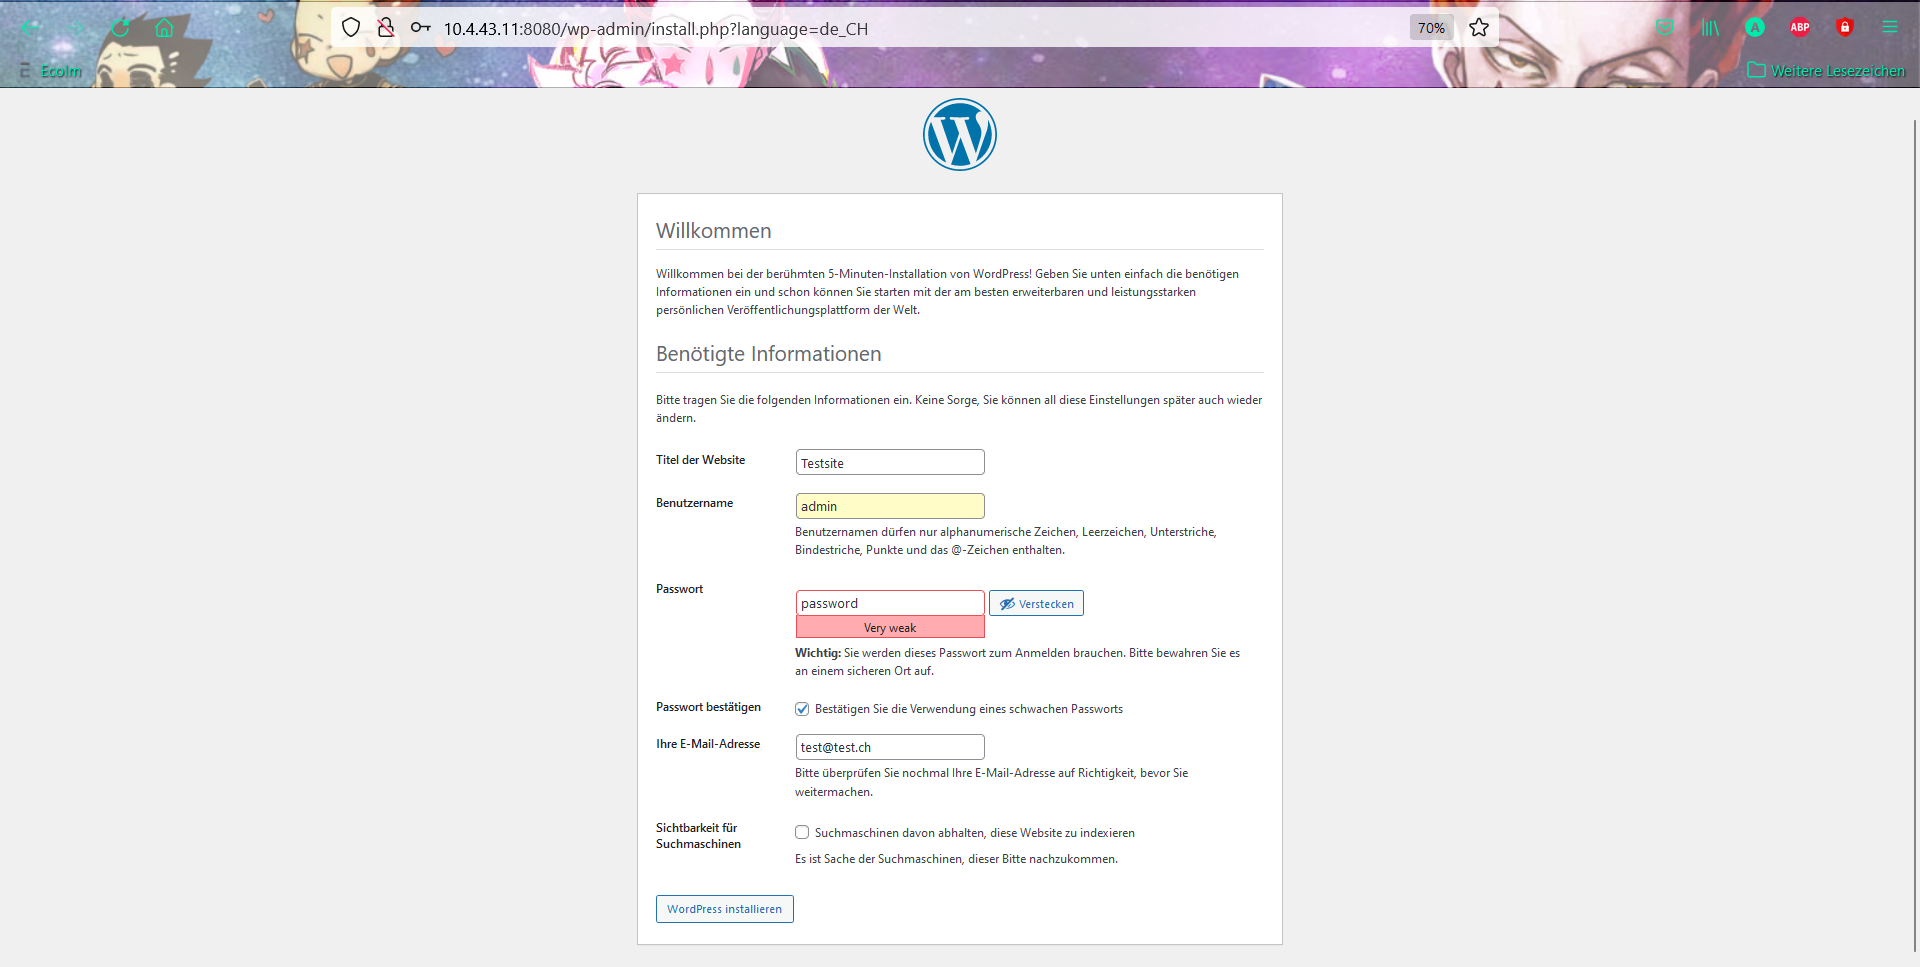 10.4.43.11:8080/wp-admin/install.php?language=de_CH
70%
A
ABP
Ecolm
Weitere Lesezeichen
W
Willkommen
Willkommen bei der berühmten 5-Minuten-Installation von WordPress! Geben Sie unten einfach die benötigen
Informationen ein und schon können Sie starten mit der am besten erweiterbaren und leistungsstarken
persönlichen Veröffentlichungsplattform der Welt.
Benötigte Informationen
Bitte tragen Sie die folgenden Informationen ein. Keine Sorge, Sie können all diese Einstellungen später auch wieder
ändern.
Titel der Website
Testsite
Benutzername
admin
Benutzernamen dürfen nur alphanumerische Zeichen, Leerzeichen, Unterstriche,
Bindestriche, Punkte und das @-Zeichen enthalten.
Passwort
password
Verstecken
Very weak
Wichtig: Sie werden dieses Passwort zum Anmelden brauchen. Bitte bewahren Sie es
an einem sicheren Ort auf.
Passwort bestätigen
Bestätigen Sie die Verwendung eines schwachen Passworts
Ihre E-Mail-Adresse
test@test.ch
Bitte überprüfen Sie nochmal Ihre E-Mail-Adresse auf Richtigkeit, bevor Sie
weitermachen.
Sichtbarkeit für
Suchmaschinen
Suchmaschinen davon abhalten, diese Website zu indexieren
Es ist Sache der Suchmaschinen, dieser Bitte nachzukommen.
WordPress installieren